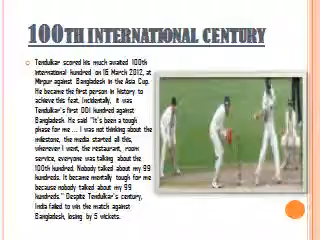 100TH INTERNATIONAL CENTURY
Tendulkar scored his much awaited 100th
international hundred on 16 March 2012, at
Mirpur against Bangladesh in the Asia Cup.
He became the first person in history to
achieve this feat. Incidentally, it was
Tendulkar's first ODI hundred against
Bangladesh. He said "It's been a tough
phase for me ... I was not thinking about the
milestone, the media started all this,
wherever I went, the restaurant, room
service, everyone was talking about the
100th hundred. Nobody talked about my 99
hundreds. It became mentally tough for me
because nobody talked about my 99
hundreds." Despite Tendulkar's century,
India failed to win the match against
Bangladesh, losing by 5 wickets.